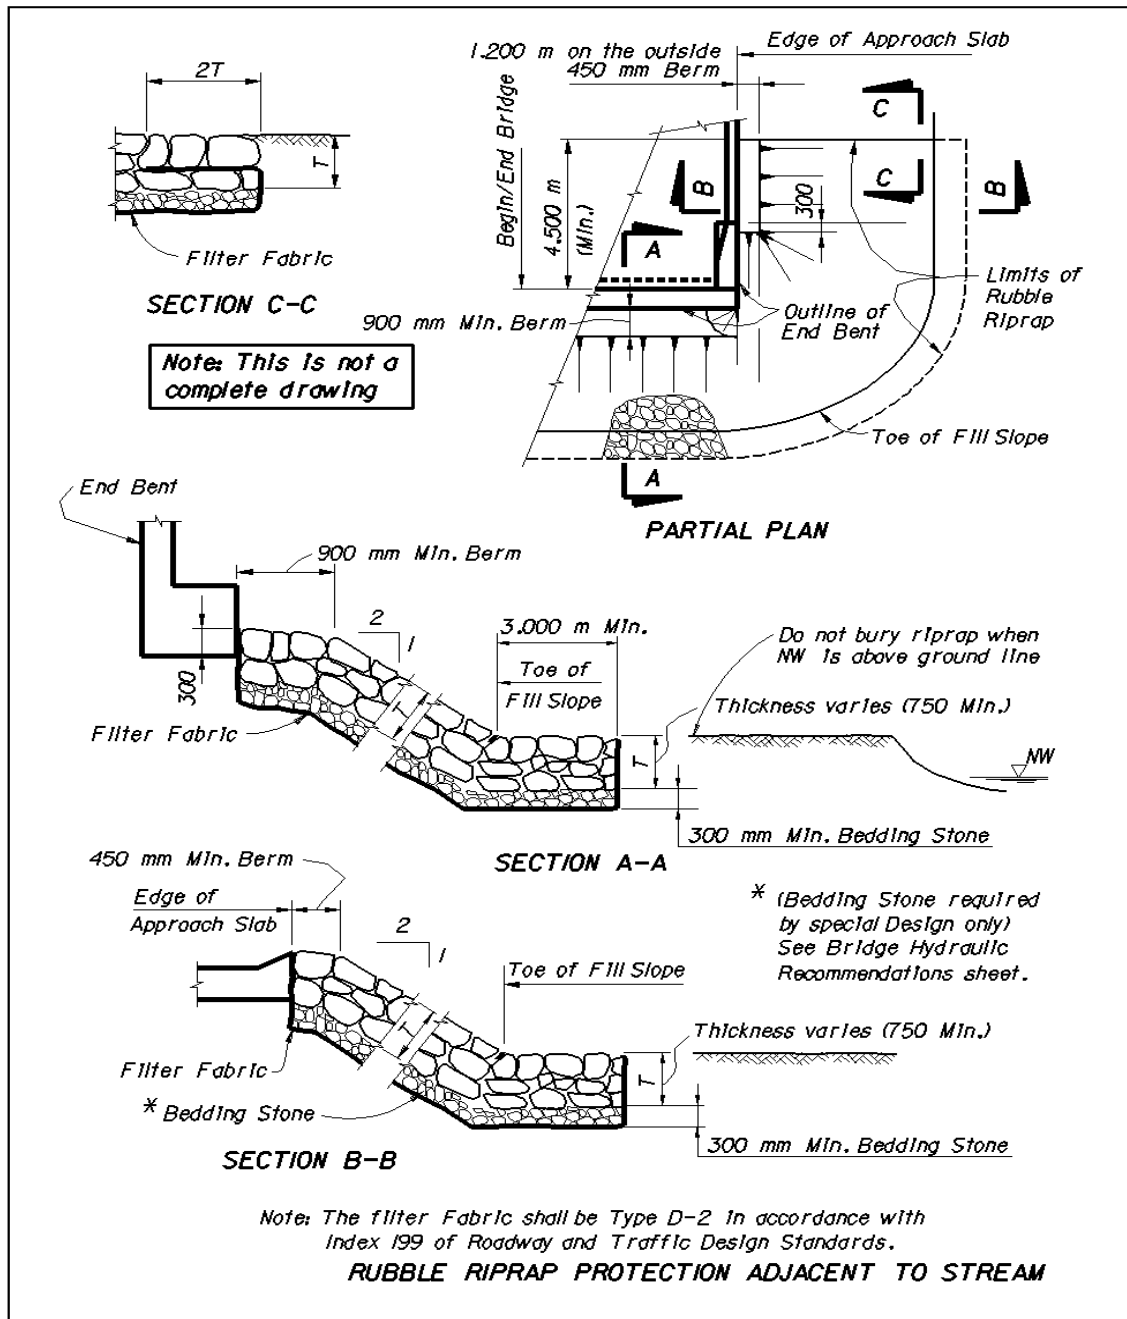 2T
T
Filter Fabric
SECTION C-C
Note: This is not a
complete drawing
1.200 m on the outside
450 mm Berm
Edge of Approach Slab
Begin/End Bridge
4.500 m
(Min.)
C
C
B
B
300
A
900 mm Min. Berm
Outline of
End Bent
Limits of
Rubble
Riprap
Toe of Fill Slope
A
PARTIAL PLAN
End Bent
900 mm Min. Berm
2
1
300
Filter Fabric
T
3.000 m Min.
Toe of
Fill Slope
Do not bury riprap when
NW is above ground line
Thickness varies (750 Min.)
T
NW
300 mm Min. Bedding Stone
SECTION A-A
450 mm Min. Berm
Edge of
Approach Slab
2
1
Toe of Fill Slope
* (Bedding Stone required
by special Design only)
See Bridge Hydraulic
Recommendations sheet.
T
Thickness varies (750 Min.)
T
Filter Fabric
* Bedding Stone
300 mm Min. Bedding Stone
SECTION B-B
Note: The filter Fabric shall be Type D-2 in accordance with
Index 199 of Roadway and Traffic Design Standards.
RUBBLE RIPRAP PROTECTION ADJACENT TO STREAM